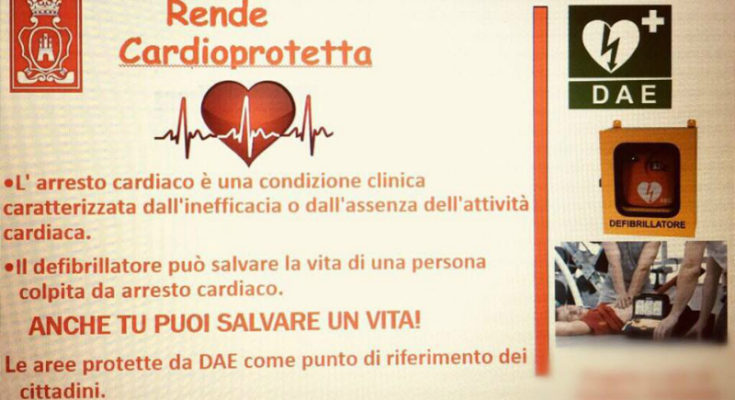 Rende
Cardioprotetta
•L' arresto cardiaco è una condizione clinica
caratterizzata dall'inefficacia o dall'assenza dell'attività
cardiaca.
•Il defibrillatore può salvare la vita di una persona
colpita da arresto cardiaco.
ANCHE TU PUOI SALVARE UN VITA!
Le aree protette da DAE come punto di riferimento dei
cittadini.
DAE
DEFIBRILLATORE